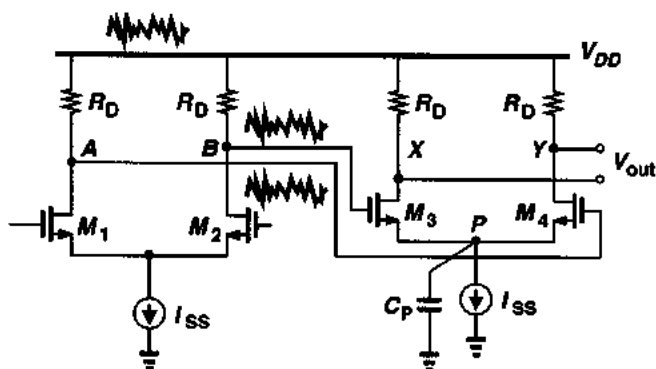 V_DD
R_D R_D R_D R_D
A B X Y
V_out
M_1 M_2 M_3 P M_4
C_P I_SS
I_SS